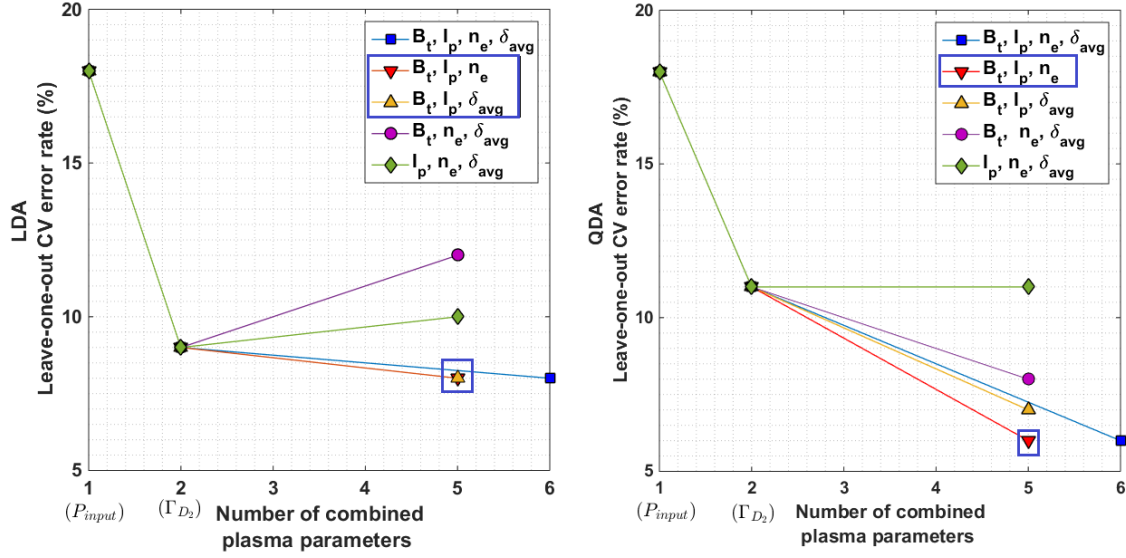 LDA
Leave-one-out CV error rate (%)
20
15
10
5
B_t, I_p, n_e, δ_avg
B_t, I_p, n_e
B_t, I_p, δ_avg
B_t, n_e, δ_avg
I_p, n_e, δ_avg
1 2 3 4 5 6
(P_input) (Γ_D₂)
Number of combined
plasma parameters
QDA
Leave-one-out CV error rate (%)
20
15
10
5
B_t, I_p, n_e, δ_avg
B_t, I_p, n_e
B_t, I_p, δ_avg
B_t, n_e, δ_avg
I_p, n_e, δ_avg
1 2 3 4 5 6
(P_input) (Γ_D₂)
Number of combined
plasma parameters